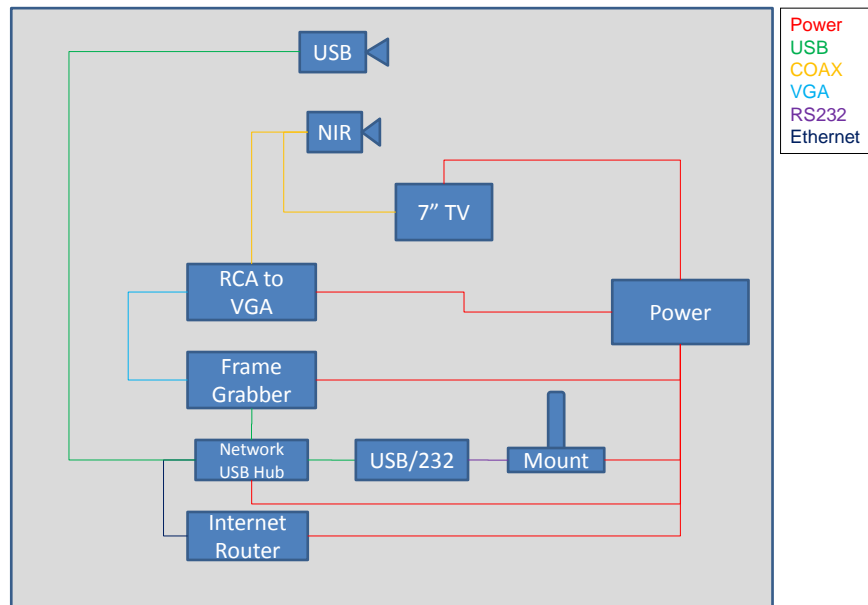 USB
NIR
7” TV
RCA to
VGA
Power
Frame
Grabber
Network
USB Hub
USB/232
Mount
Internet
Router
Power
USB
COAX
VGA
RS232
Ethernet